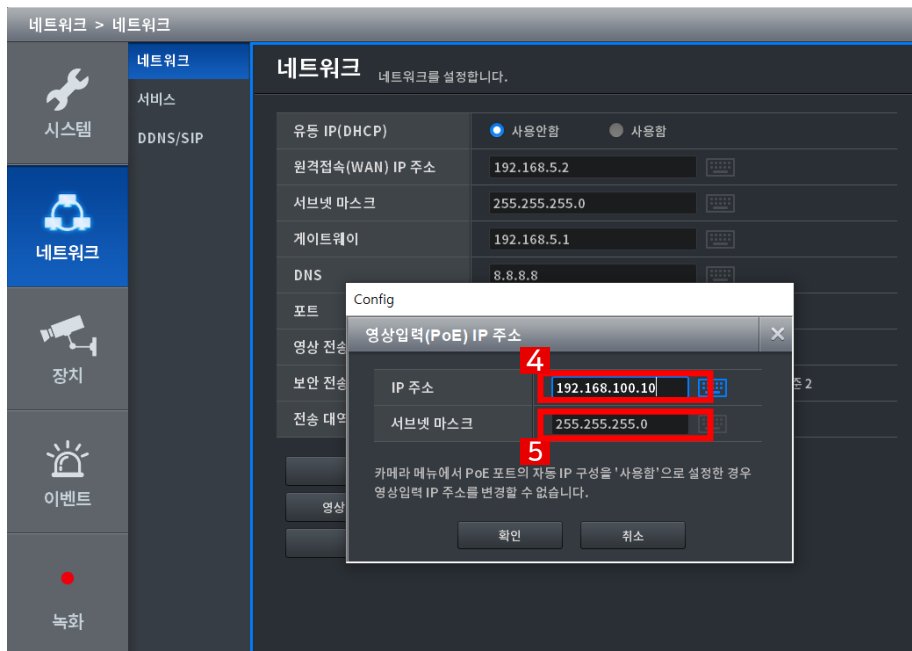 네트워크 > 네트워크
시스템
네트워크
장치
이벤트
녹화
네트워크
서비스
DDNS/SIP
네트워크 네트워크를 설정합니다.
유동 IP(DHCP) 사용안함 사용함
원격접속(WAN) IP 주소 192.168.5.2
서브넷 마스크 255.255.255.0
게이트웨이 192.168.5.1
DNS 8.8.8.8
포트
영상 전송
보안 전송 준 2
전송 대역
영상
Config
영상입력(PoE) IP 주소
4
IP 주소 192.168.100.10
서브넷 마스크 255.255.255.0
5
카메라 메뉴에서 PoE 포트의 자동 IP 구성을 '사용함'으로 설정한 경우
영상입력 IP 주소를 변경할 수 없습니다.
확인 취소